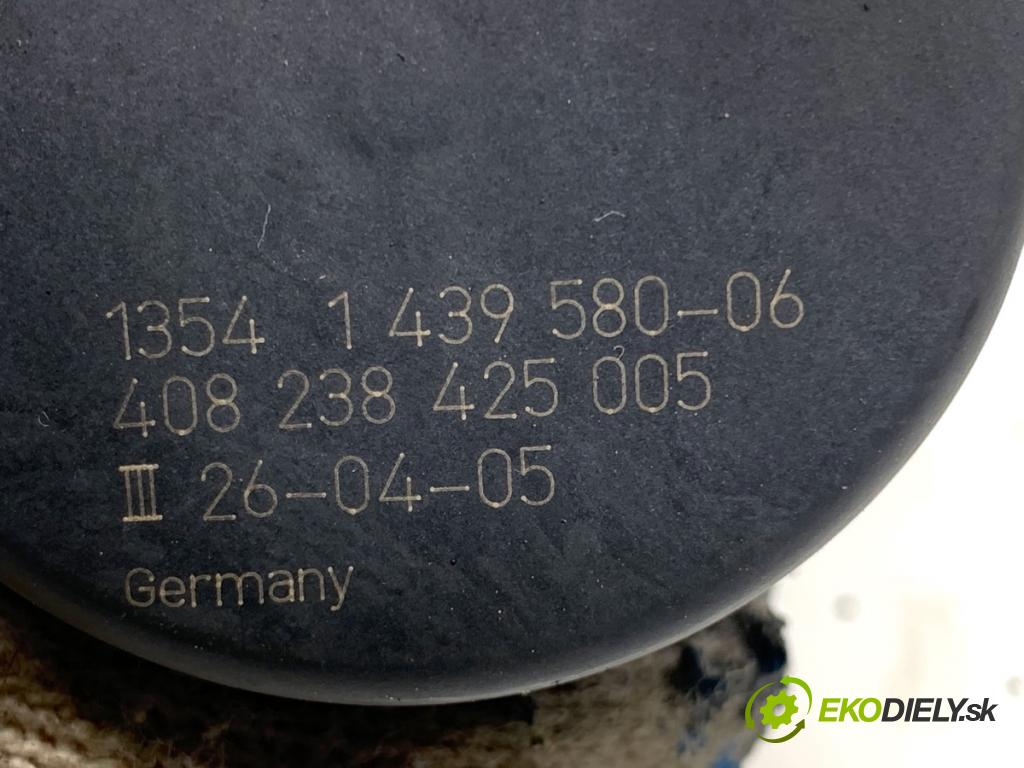 1354 1 439 580-06
408 238 425 005
III 26-04-05
Germany
EKODIELY.sk